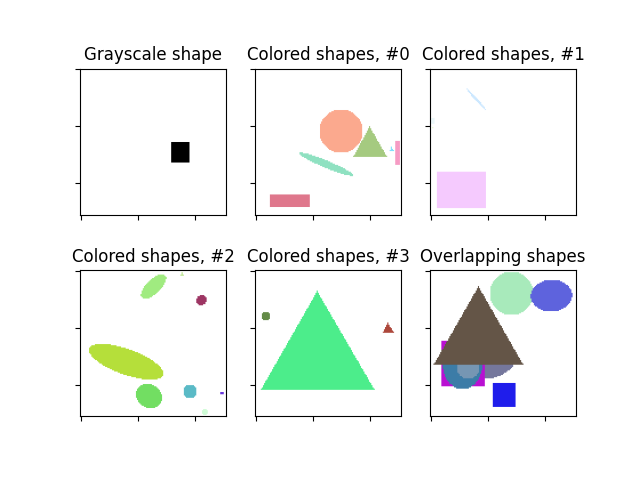 Grayscale shape
Colored shapes, #0
Colored shapes, #1
Colored shapes, #2
Colored shapes, #3
Overlapping shapes